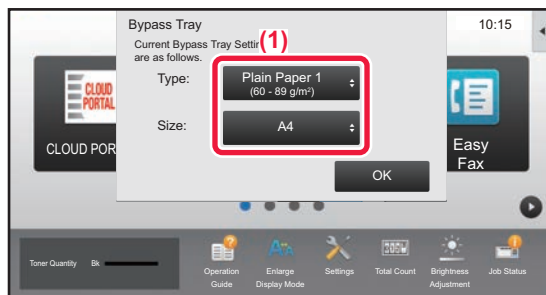 Bypass Tray
10:15
Current Bypass Tray Settin
(1)
are as follows.
Type:
Plain Paper 1
(60 - 89 g/m²)
Size:
A4
OK
CLOUD
PORTAL
CLOUD POR
Easy
Fax
Toner Quantity
Bk
Operation
Guide
Enlarge
Display Mode
Settings
Total Count
Brightness
Adjustment
Job Status